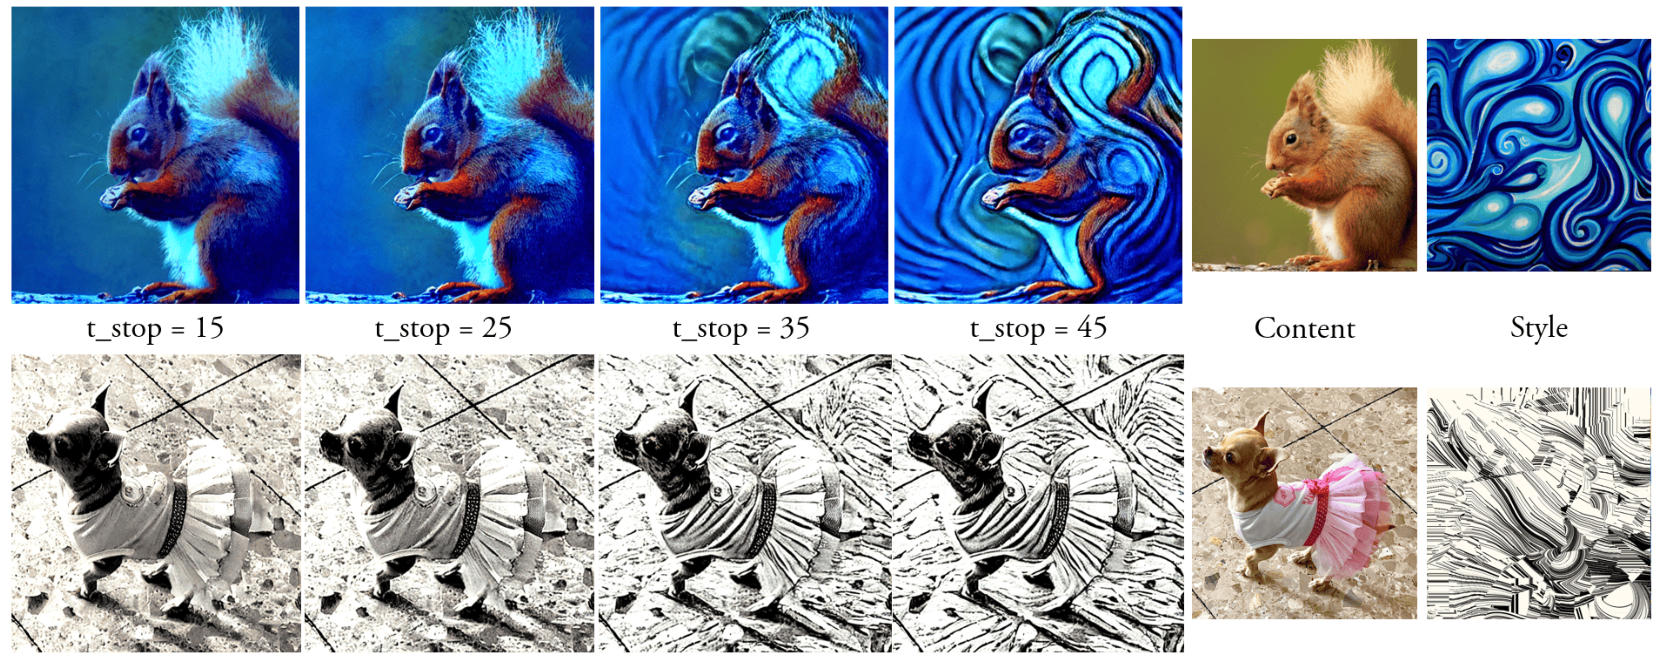 t_stop = 15
t_stop = 25
t_stop = 35
t_stop = 45
Content
Style